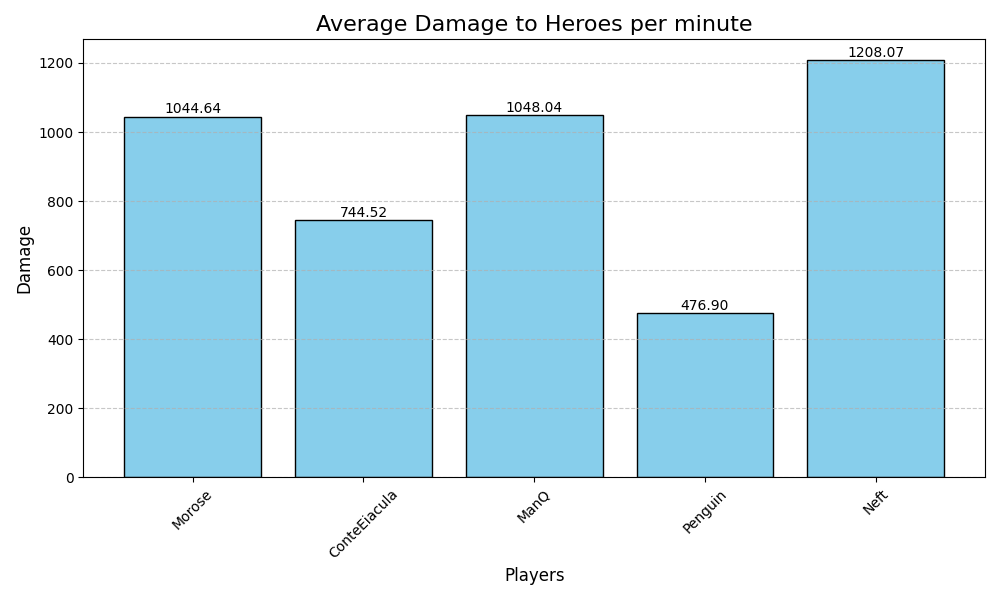 Average Damage to Heroes per minute
Damage
1200
1000
800
600
400
200
0
1044.64
744.52
1048.04
476.90
1208.07
Morose
ConteEiacula
ManQ
Penguin
Neft
Players